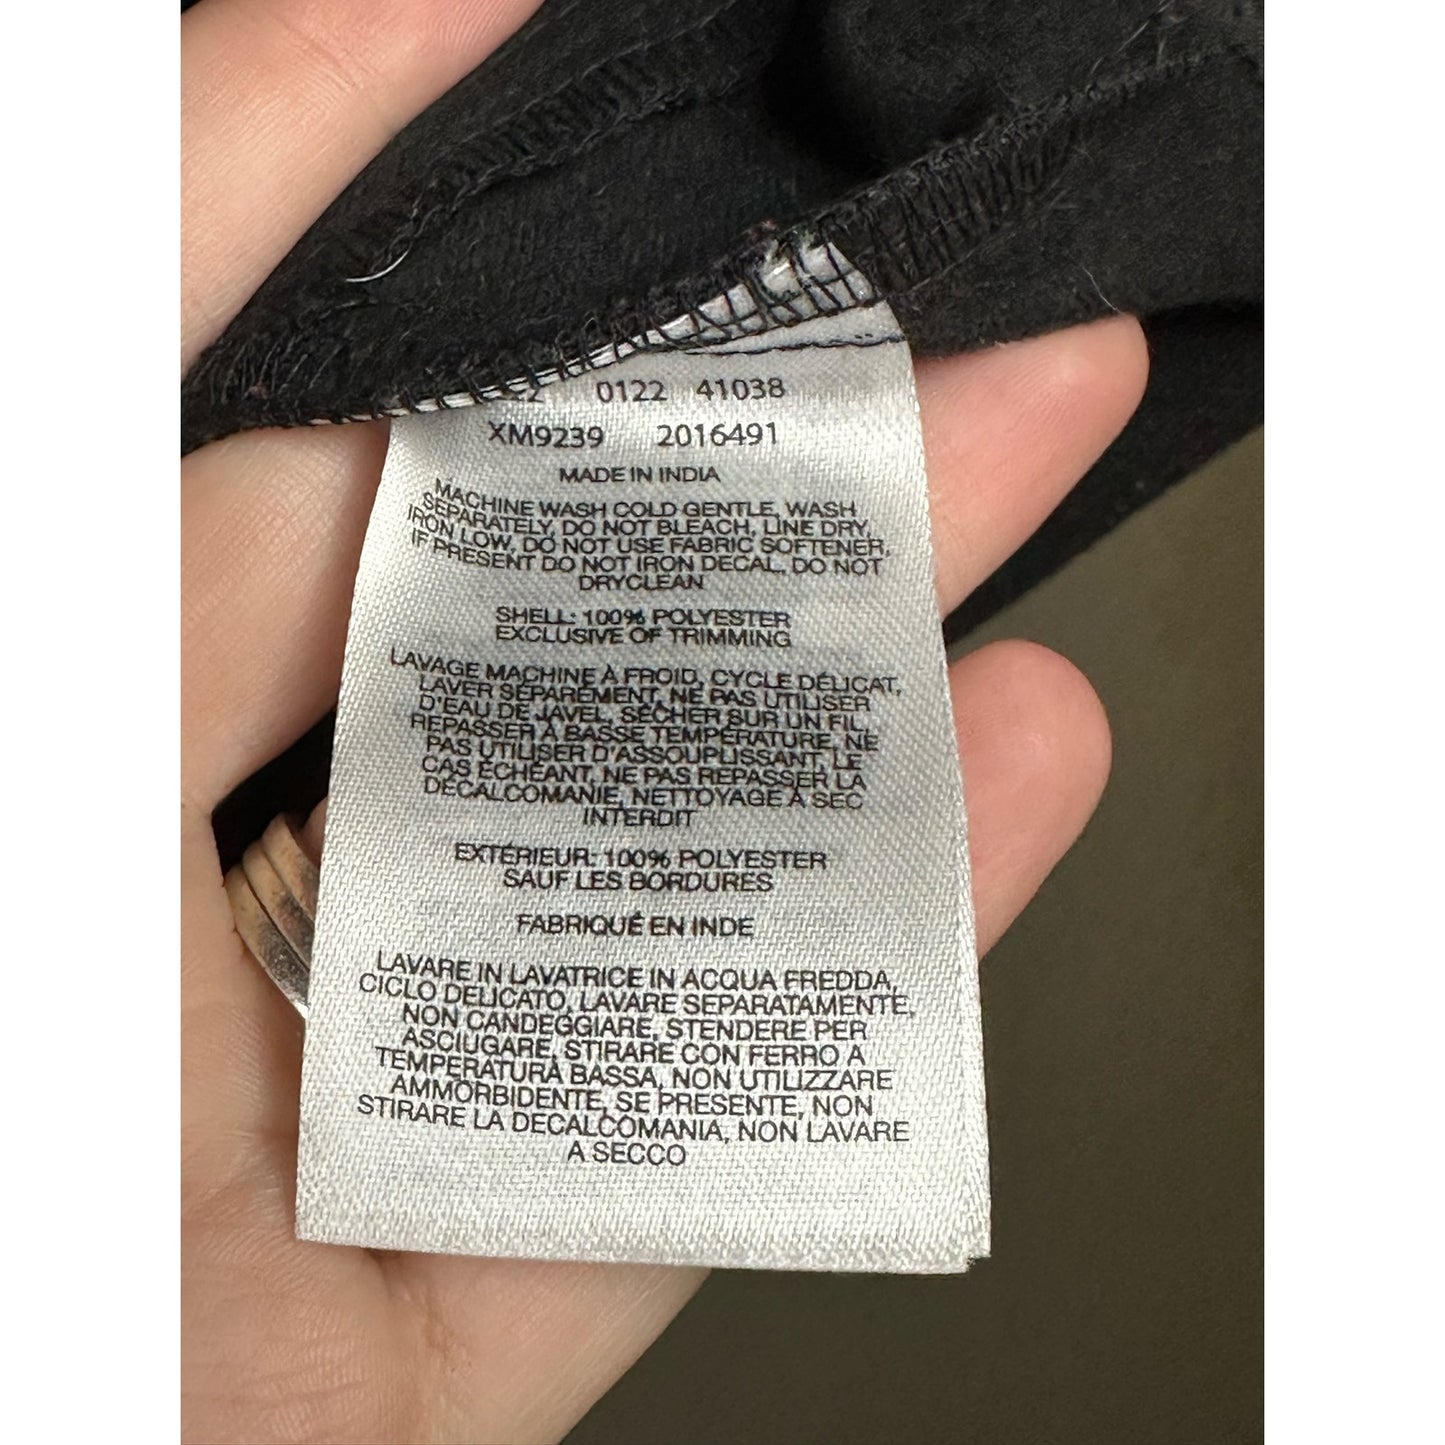 0122 41038
XM9239 2016491
MADE IN INDIA
MACHINE WASH COLD GENTLE, WASH
SEPARATELY, DO NOT BLEACH, LINE DRY,
IRON LOW, DO NOT USE FABRIC SOFTENER,
IF PRESENT DO NOT IRON DECAL, DO NOT
DRYCLEAN
SHELL: 100% POLYESTER
EXCLUSIVE OF TRIMMING
LAVAGE MACHINE À FROID, CYCLE DÉLICAT,
LAVER SÉPARÉMENT, NE PAS UTILISER
D'EAU DE JAVEL, SÉCHER SUR UN FIL,
REPASSER À BASSE TEMPÉRATURE, NE
PAS UTILISER D'ASSOUPLISSANT, LE
CAS ÉCHÉANT, NE PAS REPASSER LA
DÉCALCOMANIE, NETTOYAGE À SEC
INTERDIT
EXTÉRIEUR: 100% POLYESTER
SAUF LES BORDURES
FABRIQUÉ EN INDE
LAVARE IN LAVATRICE IN ACQUA FREDDA,
CICLO DELICATO, LAVARE SEPARATAMENTE,
NON CANDEGGIARE, STENDERE PER
ASCIUGARE, STIRARE CON FERRO A
TEMPERATURA BASSA, NON UTILIZZARE
AMMORBIDENTE, SE PRESENTE, NON
STIRARE LA DECALCOMANIA, NON LAVARE
A SECCO